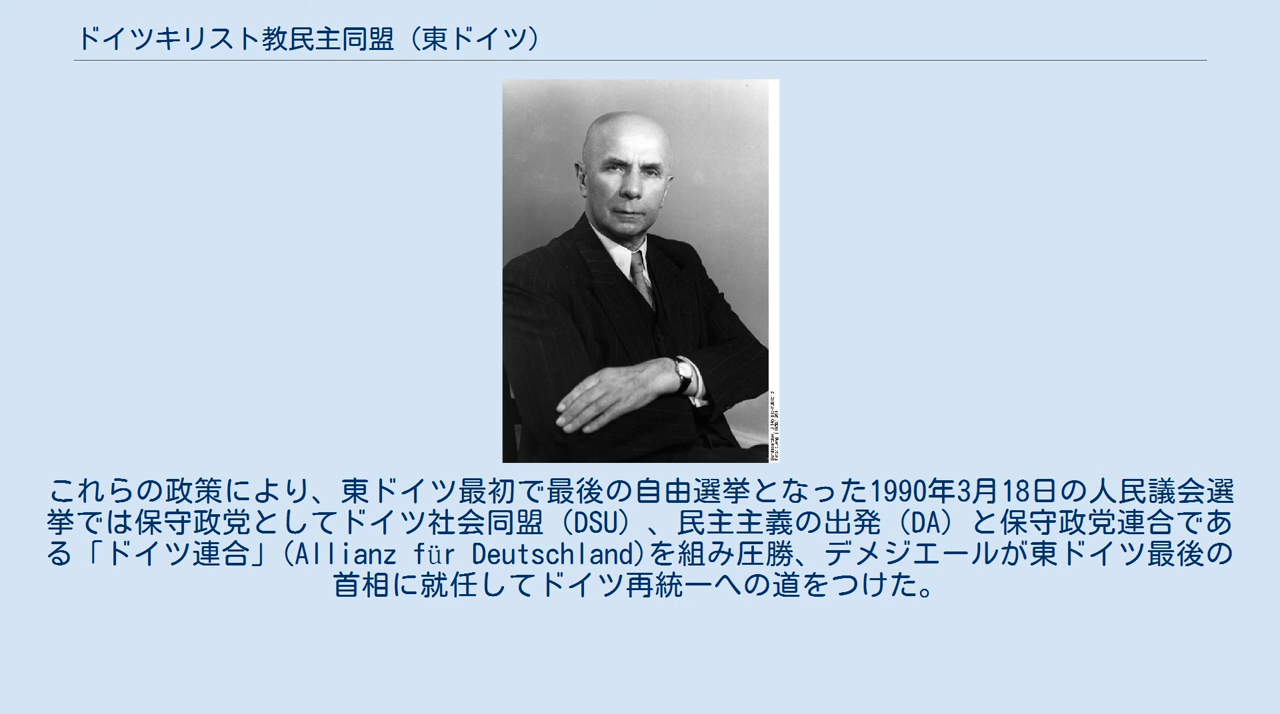 ドイツキリスト教民主同盟（東ドイツ）
これらの政策により、東ドイツ最初で最後の自由選挙となった1990年3月18日の人民議会選
挙では保守政党としてドイツ社会同盟（DSU）、民主主義の出発（DA）と保守政党連合であ
る「ドイツ連合」(Allianz für Deutschland)を組み圧勝、デメジエールが東ドイツ最後の
首相に就任してドイツ再統一への道をつけた。